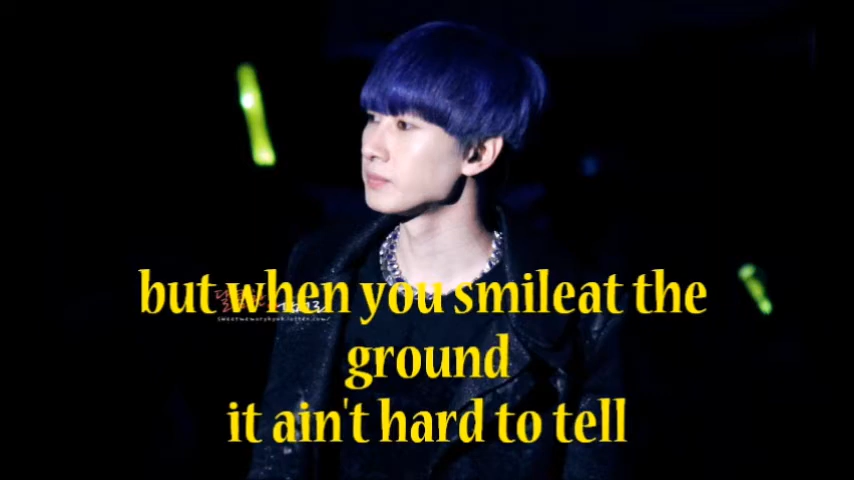 but when you smileat the
ground
it ain't hard to tell